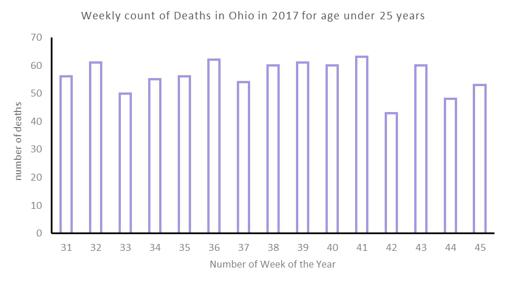 Weekly count of Deaths in Ohio in 2017 for age under 25 years
70
60
50
40
30
20
10
0
number of deaths
31 32 33 34 35 36 37 38 39 40 41 42 43 44 45
Number of Week of the Year